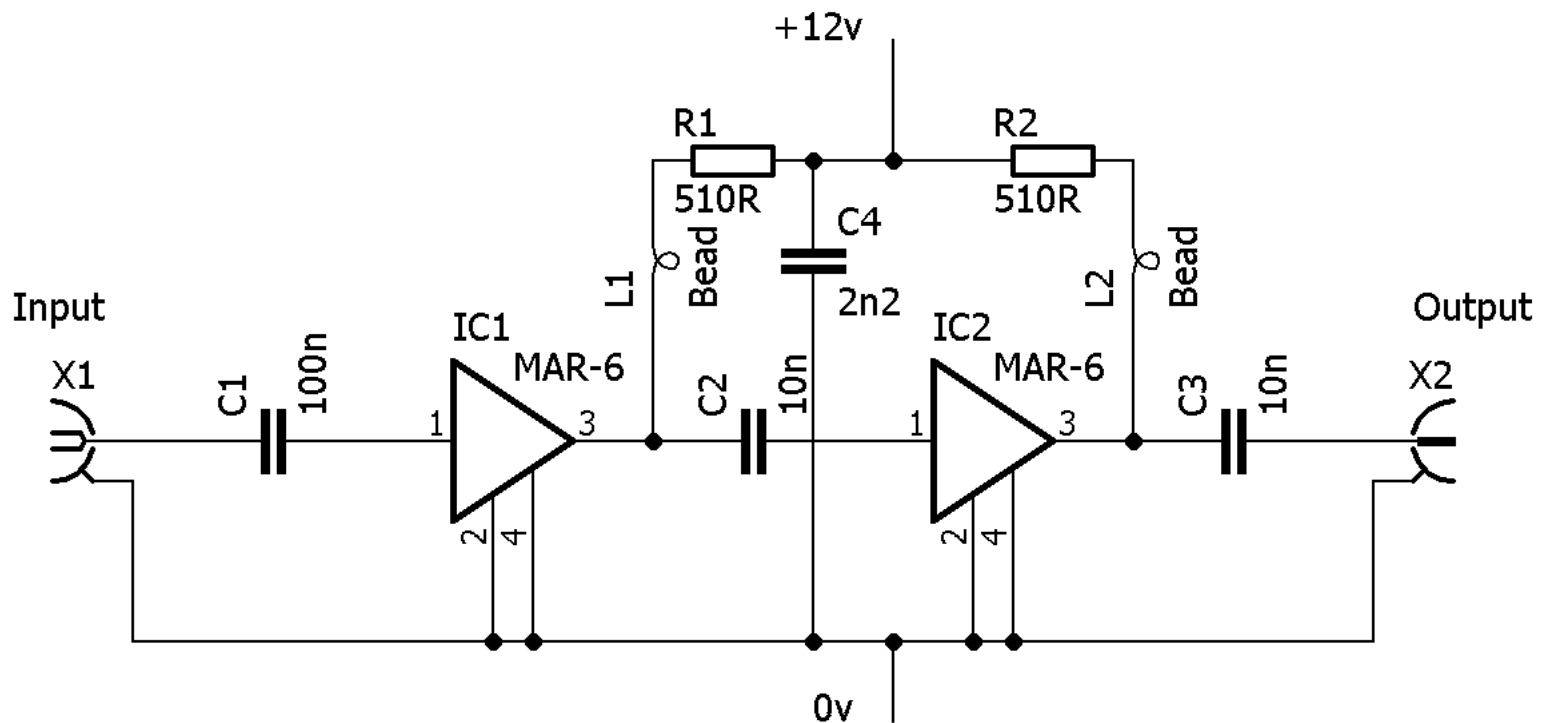 +12v
R1
510R
R2
510R
C4
2n2
L1
Bead
L2
Bead
Input
X1
C1
100n
IC1
MAR-6
1
3
2
4
C2
10n
IC2
MAR-6
1
3
2
4
C3
10n
Output
X2
0v